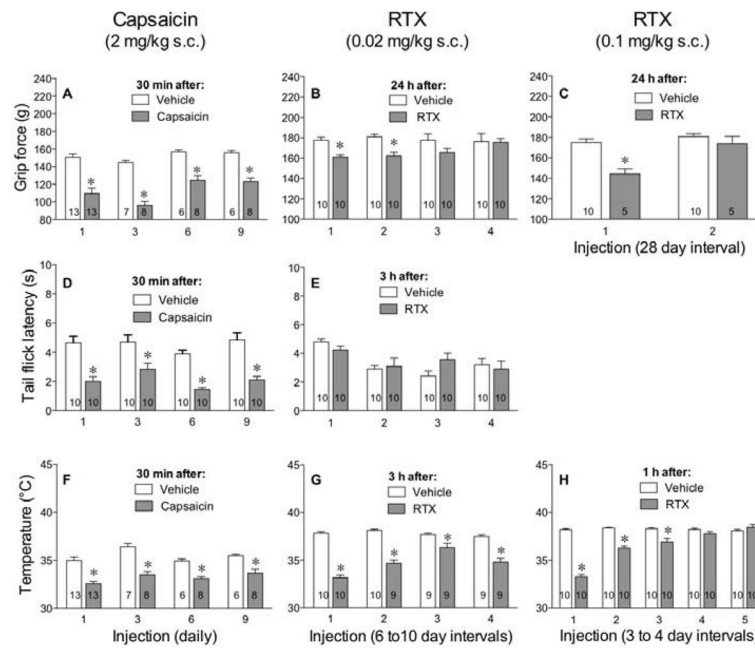 Capsaicin
(2 mg/kg s.c.)
RTX
(0.02 mg/kg s.c.)
RTX
(0.1 mg/kg s.c.)
Grip force (g)
240
220
200
180
160
140
120
100
80
A
30 min after:
Vehicle
Capsaicin
* * * *
13 13 7 8 6 8 6 8
1 3 6 9
240
220
200
180
160
140
120
100
B
24 h after:
Vehicle
RTX
* *
10 10 10 10 10 10 10 10
1 2 3 4
240
220
200
180
160
140
120
100
C
24 h after:
Vehicle
RTX
*
10 5 10 5
1 2
Injection (28 day interval)
Tail flick latency (s)
10
8
6
4
2
0
D
30 min after:
Vehicle
Capsaicin
* * * *
10 10 10 10 10 10 10 10
1 3 6 9
10
8
6
4
2
0
E
3 h after:
Vehicle
RTX
10 10 10 10 10 10 10 10
1 2 3 4
Temperature (°C)
45
40
35
30
F
30 min after:
Vehicle
Capsaicin
* * * *
13 13 7 8 6 8 6 8
1 3 6 9
Injection (daily)
45
40
35
30
G
3 h after:
Vehicle
RTX
* * * *
10 10 10 9 9 9 9 9
1 2 3 4
Injection (6 to10 day intervals)
45
40
35
30
H
1 h after:
Vehicle
RTX
* * *
10 10 10 10 10 10 10 10 10 10
1 2 3 4 5
Injection (3 to 4 day intervals